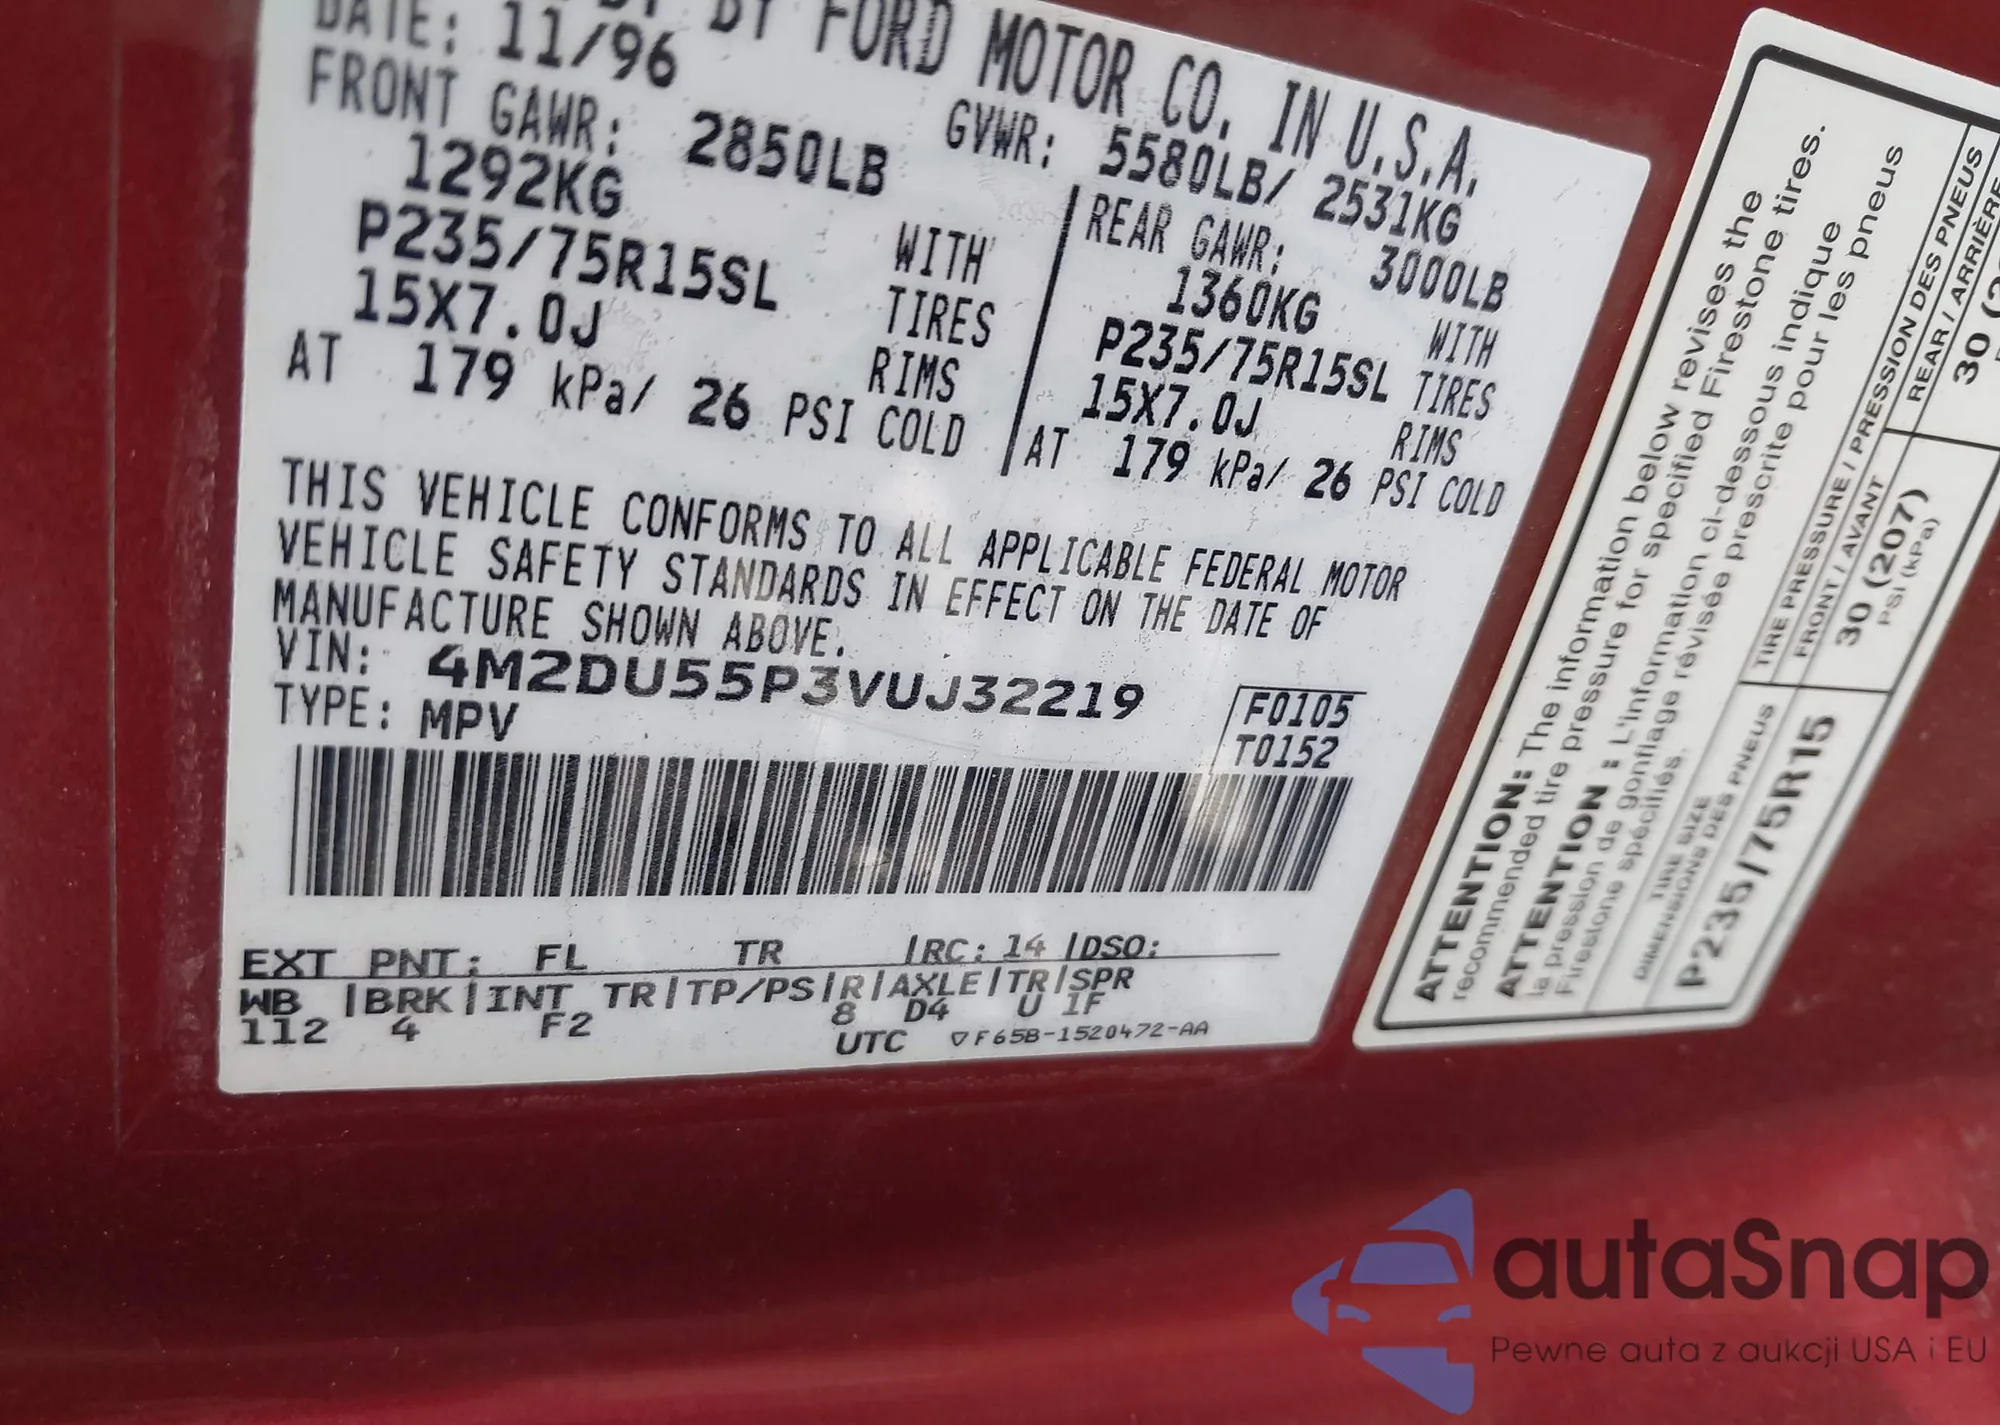 BY FORD MOTOR CO. IN U.S.A.
DATE: 11/96
GVWR: 5580LB/ 2531KG
FRONT GAWR: 2850LB
1292KG WITH
P235/75R15SL TIRES
15X7.0J RIMS
AT 179 kPa/ 26 PSI COLD
REAR GAWR: 3000LB
1360KG WITH
P235/75R15SL TIRES
15X7.0J RIMS
AT 179 kPa/ 26 PSI COLD
THIS VEHICLE CONFORMS TO ALL APPLICABLE FEDERAL MOTOR
VEHICLE SAFETY STANDARDS IN EFFECT ON THE DATE OF
MANUFACTURE SHOWN ABOVE.
VIN: 4M2DU55P3VUJ32219
TYPE: MPV
F0105
T0152
EXT PNT: FL TR |RC: 14 |DSO:
WB |BRK|INT TR|TP/PS|R|AXLE|TR|SPR
112 4 F2 8 D4 U 1F
UTC ▽F65B-1520472-AA
ATTENTION: The information below revises the
recommended tire pressure for specified Firestone tires.
ATTENTION : L'information ci-dessous indique
la pression de gonflage révisée prescrite pour les pneus
Firestone spécifiés.
TIRE SIZE
DIMENSIONS DES PNEUS
P235/75R15
TIRE PRESSURE / PRESSION DES PNEUS
FRONT / AVANT
30 (207)
PSI (kPa)
REAR / ARRIÈRE
30
autaSnap
Pewne auta z aukcji USA i EU